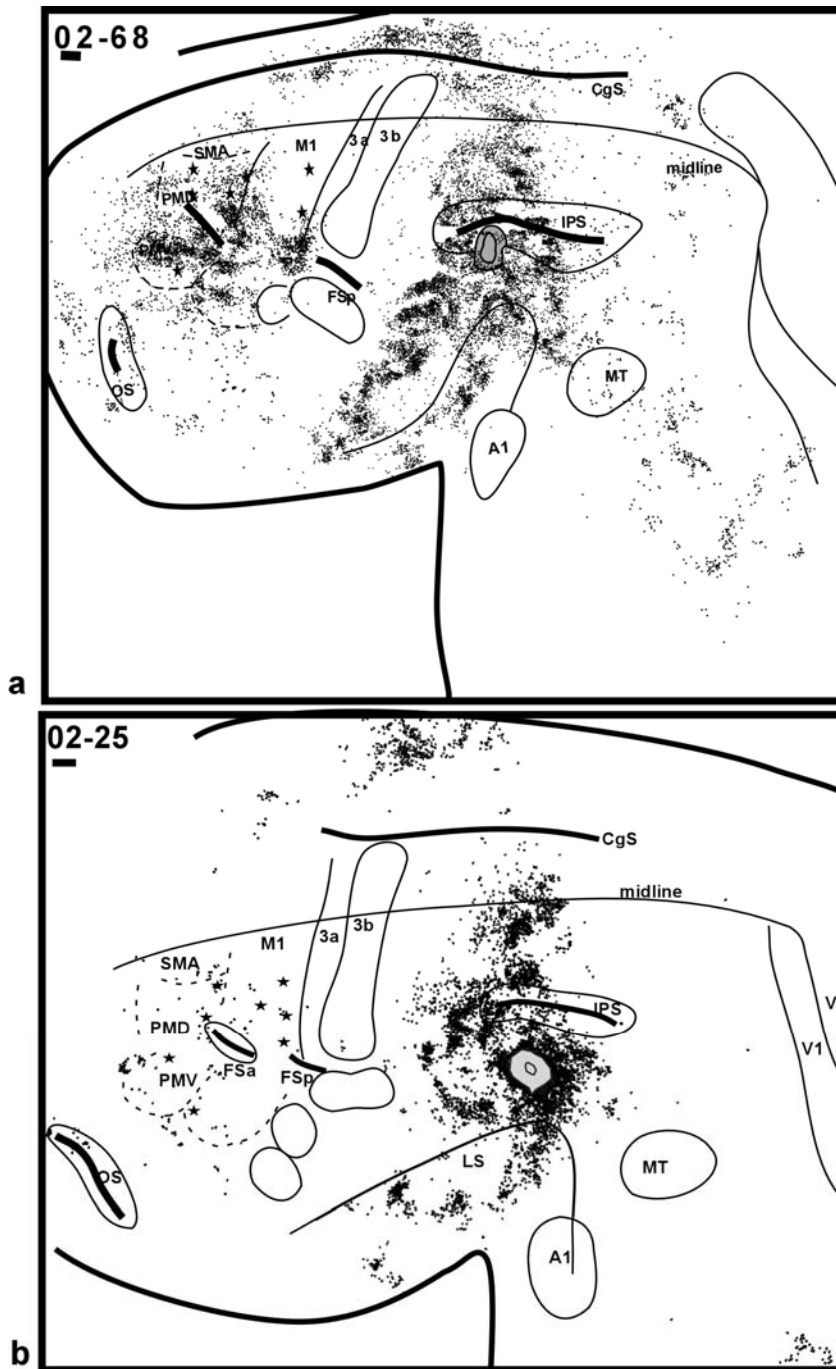 02-68
CgS
SMA
M1
3a
3b
midline
PMD
IPS
FSp
OS
MT
A1
a
02-25
CgS
midline
3a
3b
M1
SMA
IPS
PMD
V
V1
FSa
FSp
PMV
LS
MT
OS
A1
b